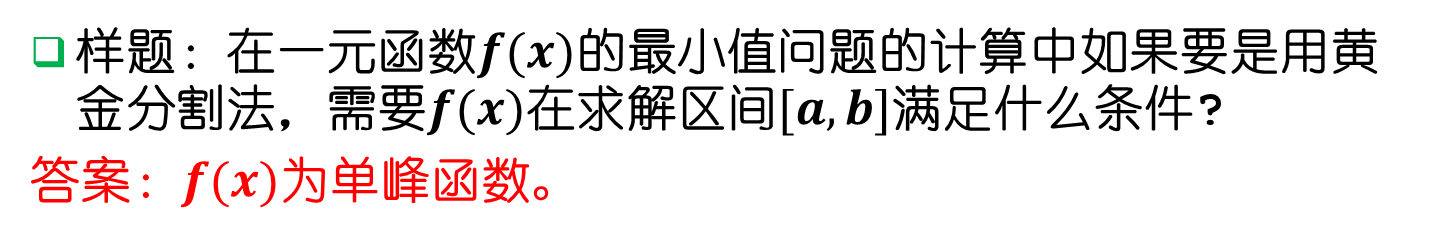 样题：在一元函数f(x)的最小值问题的计算中如果要是用黄
金分割法，需要f(x)在求解区间[a,b]满足什么条件？
答案：f(x)为单峰函数。